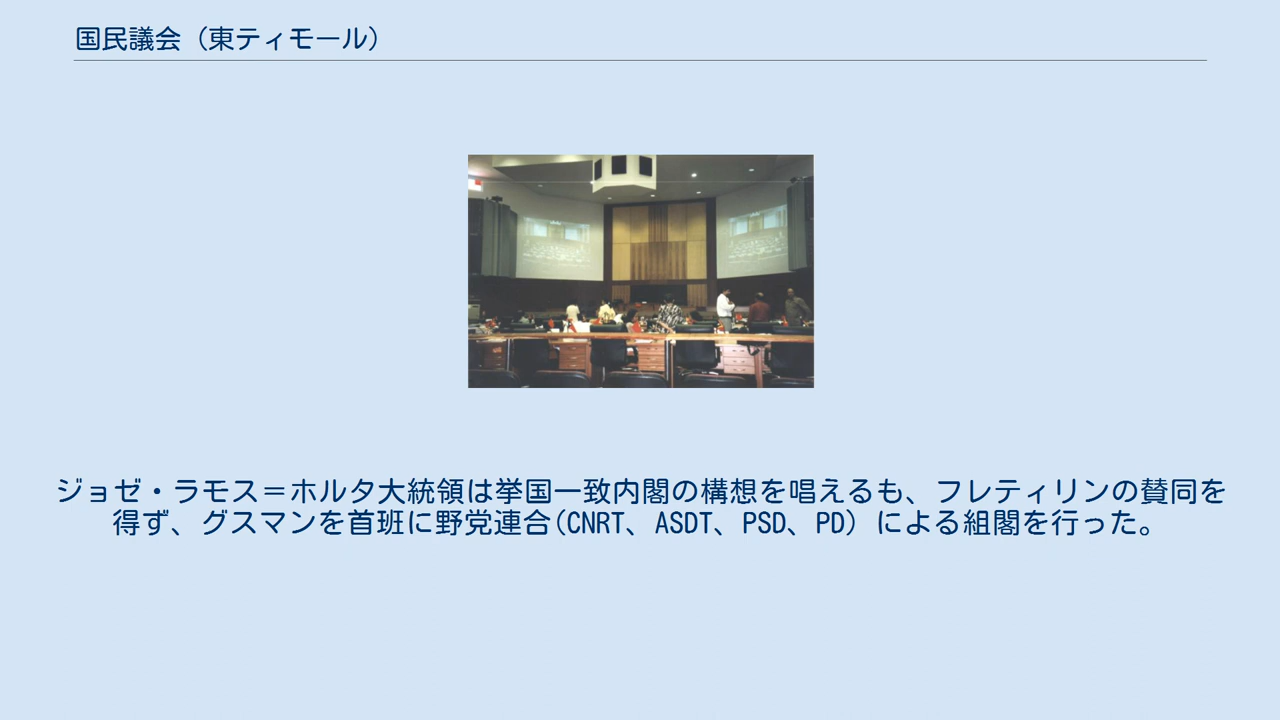 国民議会（東ティモール）
ジョゼ・ラモス＝ホルタ大統領は挙国一致内閣の構想を唱えるも、フレティリンの賛同を
得ず、グスマンを首班に野党連合(CNRT、ASDT、PSD、PD）による組閣を行った。